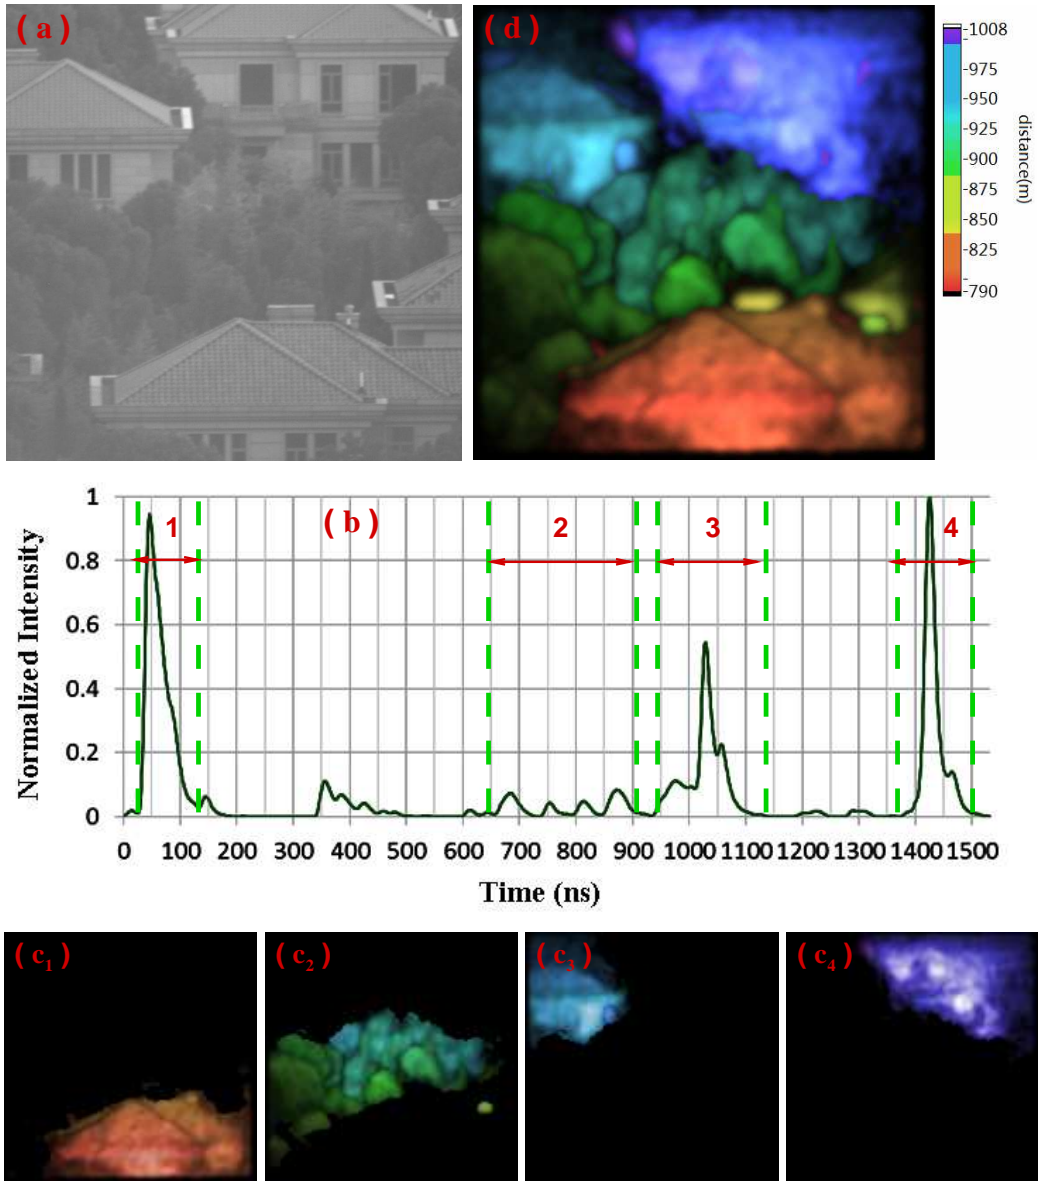 ( a )
( d )
1008
975
950
925
900
875
850
825
790
distance(m)
1
0.8
0.6
0.4
0.2
0
Normalized Intensity
1
( b )
2
3
4
0 100 200 300 400 500 600 700 800 900 1000 1100 1200 1300 1400 1500
Time (ns)
( c1 )
( c2 )
( c3 )
( c4 )